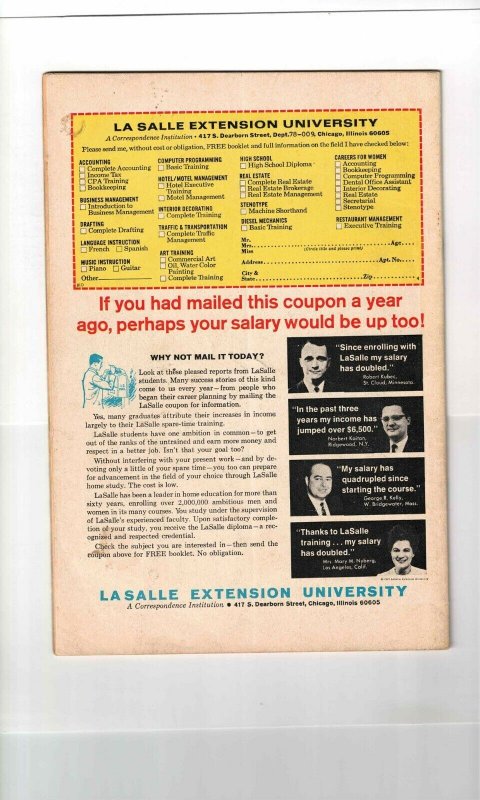 LA SALLE EXTENSION UNIVERSITY
A Correspondence Institution • 417 S. Dearborn Street, Dept. 78-009, Chicago, Illinois 60605
Please send me, without cost or obligation, FREE booklet and full information on the field I have checked below:
ACCOUNTING
Complete Accounting
Income Tax
CPA Training
Bookkeeping
BUSINESS MANAGEMENT
Introduction to
Business Management
DRAFTING
Complete Drafting
LANGUAGE INSTRUCTION
French Spanish
MUSIC INSTRUCTION
Piano Guitar
Other
COMPUTER PROGRAMMING
Basic Training
HOTEL/MOTEL MANAGEMENT
Hotel Executive
Training
Motel Management
INTERIOR DECORATING
Complete Training
TRAFFIC & TRANSPORTATION
Complete Traffic
Management
ART TRAINING
Commercial Art
Oil, Water Color
Painting
Complete Training
HIGH SCHOOL
High School Diploma
REAL ESTATE
Complete Real Estate
Real Estate Brokerage
Real Estate Management
STENOTYPE
Machine Shorthand
DIESEL MECHANICS
Basic Training
CAREERS FOR WOMEN
Accounting
Bookkeeping
Computer Programming
Dental Office Assistant
Interior Decorating
Real Estate
Secretarial
Stenotype
RESTAURANT MANAGEMENT
Executive Training
Mr.
Mrs. Age
Miss (Circle title and please print)
Address Apt. No.
City &
State Zip
If you had mailed this coupon a year
ago, perhaps your salary would be up too!
WHY NOT MAIL IT TODAY?
Look at these pleased reports from LaSalle
students. Many success stories of this kind
come to us every year—from people who
began their career planning by mailing the
LaSalle coupon for information.
Yes, many graduates attribute their increases in income
largely to their LaSalle spare-time training.
LaSalle students have one ambition in common—to get
out of the ranks of the untrained and earn more money and
respect in a better job. Isn't that your goal too?
Without interfering with your present work—and by de-
voting only a little of your spare time—you too can prepare
for advancement in the field of your choice through LaSalle
home study. The cost is low.
LaSalle has been a leader in home education for more than
sixty years, enrolling over 2,000,000 ambitious men and
women in its many courses. You study under the supervision
of LaSalle's experienced faculty. Upon satisfactory comple-
tion of your study, you receive the LaSalle diploma—a rec-
ognized and respected credential.
Check the subject you are interested in—then send the
coupon above for FREE booklet. No obligation.
"Since enrolling with
LaSalle my salary
has doubled."
Robert Kubec,
St. Cloud, Minnesota
"In the past three
years my income has
jumped over $6,500."
Norbert Kairon,
Ridgewood, N.Y.
"My salary has
quadrupled since
starting the course."
George R. Kelly,
W. Bridgewater, Mass.
"Thanks to LaSalle
training . . . my salary
has doubled."
Mrs. Mary M. Nyberg,
Los Angeles, Calif.
LA SALLE EXTENSION UNIVERSITY
A Correspondence Institution • 417 S. Dearborn Street, Chicago, Illinois 60605